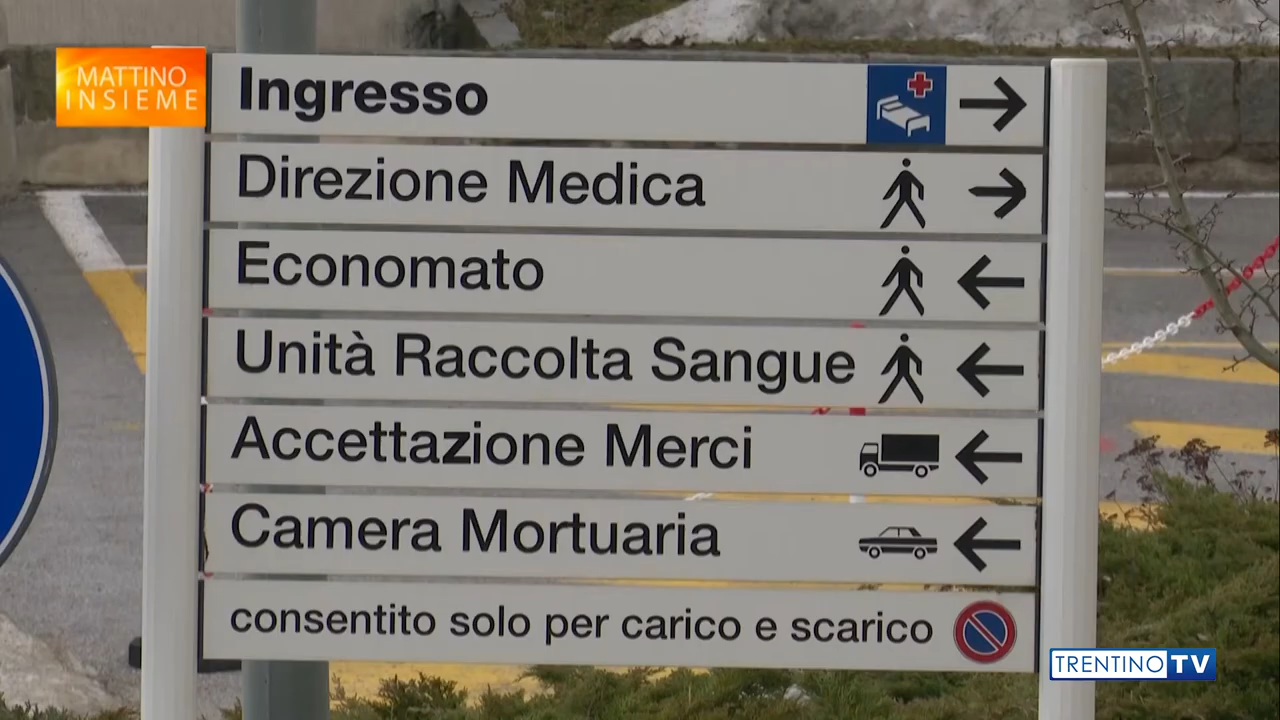 MATTINO
INSIEME
Ingresso
Direzione Medica
Economato
Unità Raccolta Sangue
Accettazione Merci
Camera Mortuaria
consentito solo per carico e scarico
TRENTINO TV